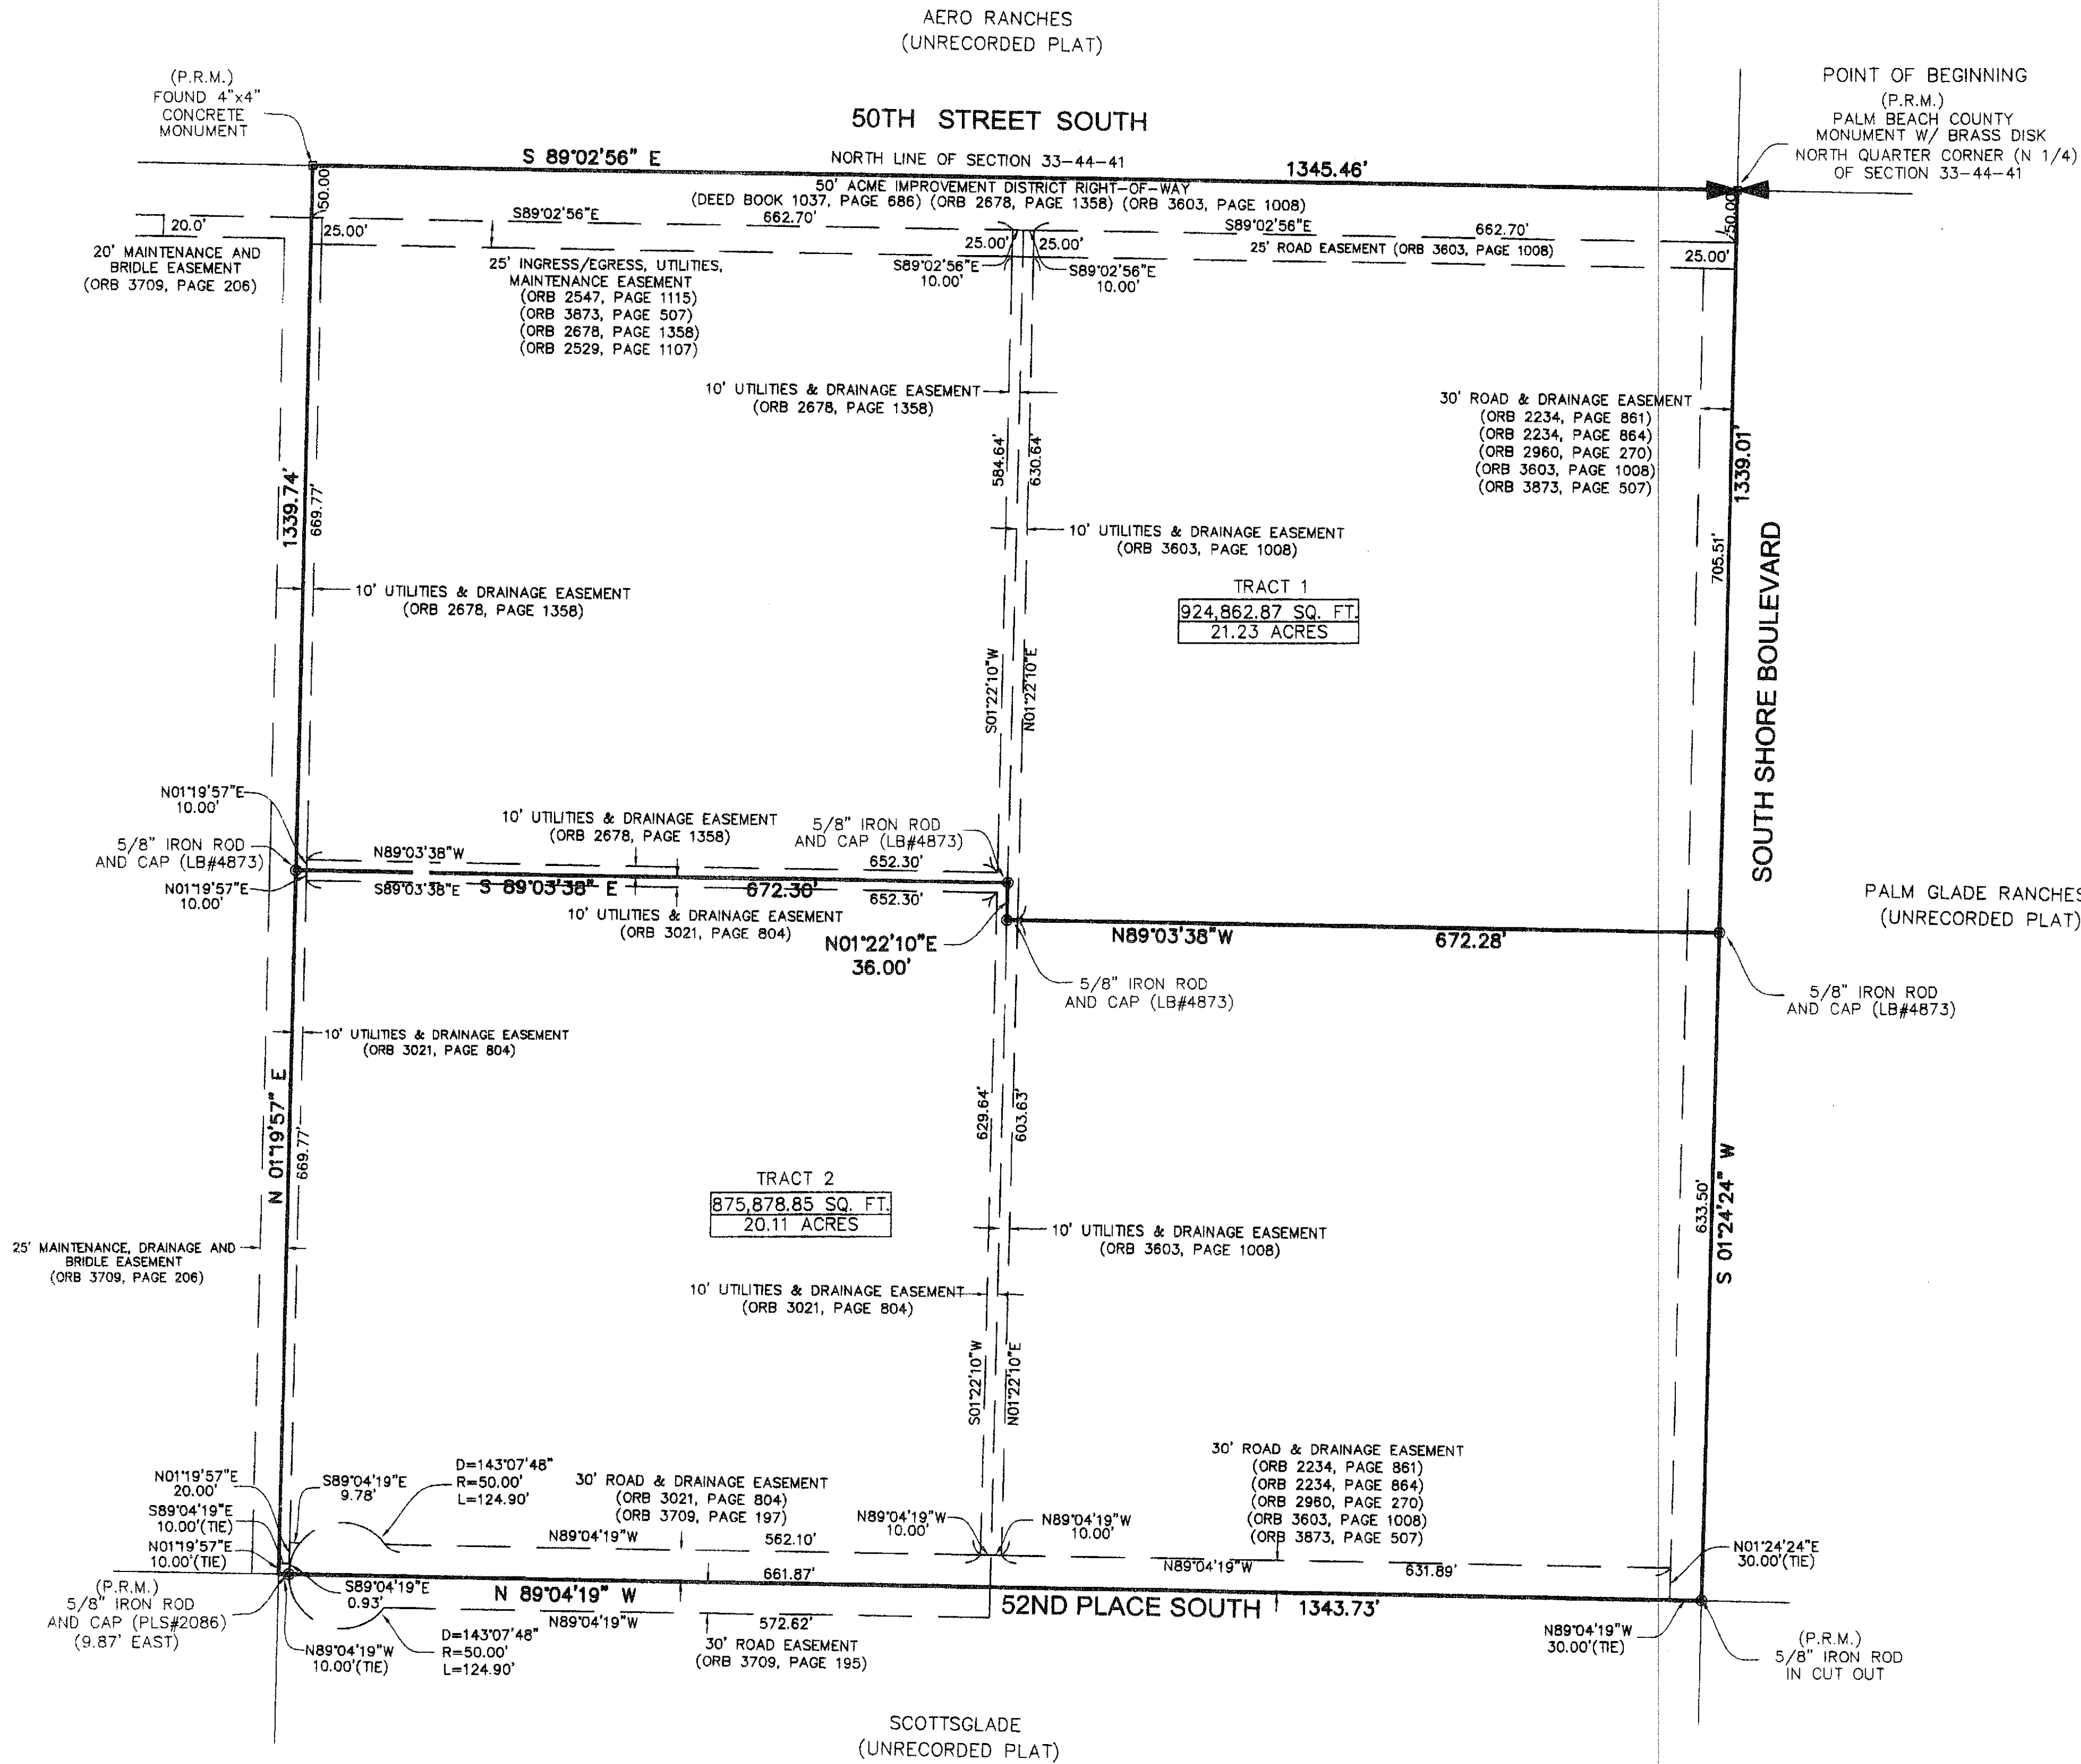 AERO RANCHES
(UNRECORDED PLAT)
(P.R.M.)
FOUND 4"x4"
CONCRETE
MONUMENT
50TH STREET SOUTH
POINT OF BEGINNING
(P.R.M.)
PALM BEACH COUNTY
MONUMENT W/ BRASS DISK
NORTH QUARTER CORNER (N 1/4)
OF SECTION 33-44-41
S 89°02'56" E
NORTH LINE OF SECTION 33-44-41
1345.46'
50' ACME IMPROVEMENT DISTRICT RIGHT-OF-WAY
(DEED BOOK 1037, PAGE 686) (ORB 2678, PAGE 1358) (ORB 3603, PAGE 1008)
50.00'
50.00'
20.0'
25.00'
S89°02'56"E
662.70'
S89°02'56"E
662.70'
25.00'
25.00'
25' ROAD EASEMENT (ORB 3603, PAGE 1008)
25.00'
20' MAINTENANCE AND
BRIDLE EASEMENT
(ORB 3709, PAGE 206)
25' INGRESS/EGRESS, UTILITIES,
MAINTENANCE EASEMENT
(ORB 2547, PAGE 1115)
(ORB 3873, PAGE 507)
(ORB 2678, PAGE 1358)
(ORB 2529, PAGE 1107)
S89°02'56"E
10.00'
S89°02'56"E
10.00'
10' UTILITIES & DRAINAGE EASEMENT
(ORB 2678, PAGE 1358)
30' ROAD & DRAINAGE EASEMENT
(ORB 2234, PAGE 861)
(ORB 2234, PAGE 864)
(ORB 2960, PAGE 270)
(ORB 3603, PAGE 1008)
(ORB 3873, PAGE 507)
1339.74'
669.77'
584.64'
630.64'
1339.01'
705.51'
SOUTH SHORE BOULEVARD
10' UTILITIES & DRAINAGE EASEMENT
(ORB 3603, PAGE 1008)
10' UTILITIES & DRAINAGE EASEMENT
(ORB 2678, PAGE 1358)
TRACT 1
924,862.87 SQ. FT.
21.23 ACRES
S01°22'10"W
N01°22'10"E
N01°19'57"E
10.00'
5/8" IRON ROD
AND CAP (LB#4873)
N01°19'57"E
10.00'
10' UTILITIES & DRAINAGE EASEMENT
(ORB 2678, PAGE 1358)
5/8" IRON ROD
AND CAP (LB#4873)
N89°03'38"W
652.30'
S89°03'38"E
S 89°03'38" E
672.30'
652.30'
10' UTILITIES & DRAINAGE EASEMENT
(ORB 3021, PAGE 804)
N01°22'10"E
36.00'
N89°03'38"W
672.28'
PALM GLADE RANCHES
(UNRECORDED PLAT)
5/8" IRON ROD
AND CAP (LB#4873)
5/8" IRON ROD
AND CAP (LB#4873)
10' UTILITIES & DRAINAGE EASEMENT
(ORB 3021, PAGE 804)
N 01°19'57" E
669.77'
629.64'
603.63'
633.50'
S 01°24'24" W
TRACT 2
875,878.85 SQ. FT.
20.11 ACRES
25' MAINTENANCE, DRAINAGE AND
BRIDLE EASEMENT
(ORB 3709, PAGE 206)
10' UTILITIES & DRAINAGE EASEMENT
(ORB 3603, PAGE 1008)
10' UTILITIES & DRAINAGE EASEMENT
(ORB 3021, PAGE 804)
S01°22'10"W
N01°22'10"E
N01°19'57"E
20.00'
S89°04'19"E
10.00'(TIE)
N01°19'57"E
10.00'(TIE)
S89°04'19"E
9.78'
D=143°07'48"
R=50.00'
L=124.90'
30' ROAD & DRAINAGE EASEMENT
(ORB 3021, PAGE 804)
(ORB 3709, PAGE 197)
N89°04'19"W
562.10'
N89°04'19"W
10.00'
N89°04'19"W
10.00'
30' ROAD & DRAINAGE EASEMENT
(ORB 2234, PAGE 861)
(ORB 2234, PAGE 864)
(ORB 2960, PAGE 270)
(ORB 3603, PAGE 1008)
(ORB 3873, PAGE 507)
N89°04'19"W
631.89'
N01°24'24"E
30.00'(TIE)
(P.R.M.)
5/8" IRON ROD
AND CAP (PLS#2086)
(9.87' EAST)
S89°04'19"E
0.93'
N 89°04'19" W
661.87'
52ND PLACE SOUTH
1343.73'
N89°04'19"W
572.62'
N89°04'19"W
10.00'(TIE)
D=143°07'48"
R=50.00'
L=124.90'
30' ROAD EASEMENT
(ORB 3709, PAGE 195)
N89°04'19"W
30.00'(TIE)
(P.R.M.)
5/8" IRON ROD
IN CUT OUT
SCOTTSGLADE
(UNRECORDED PLAT)